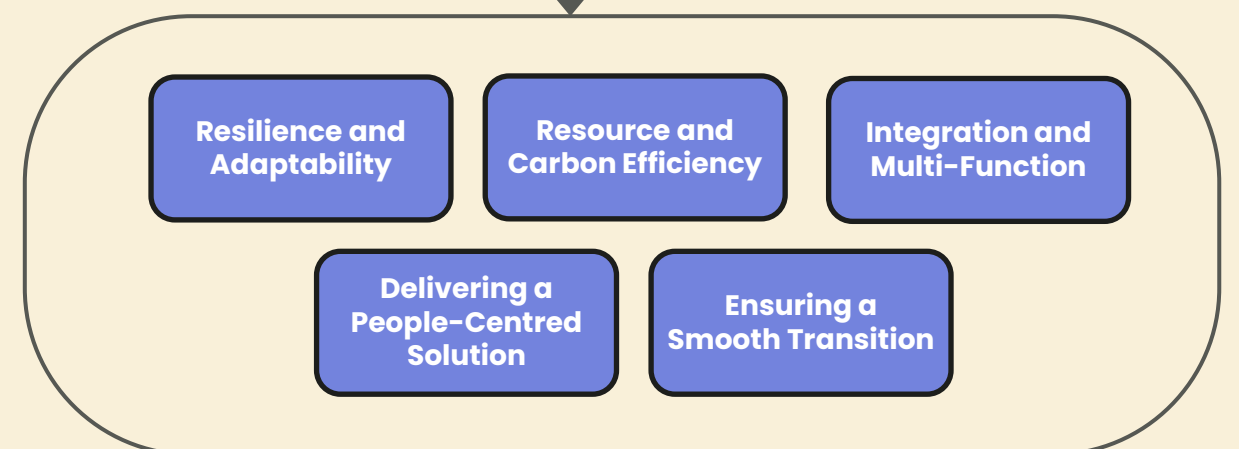 Resilience and
Adaptability
Resource and
Carbon Efficiency
Integration and
Multi-Function
Delivering a
People-Centred
Solution
Ensuring a
Smooth Transition